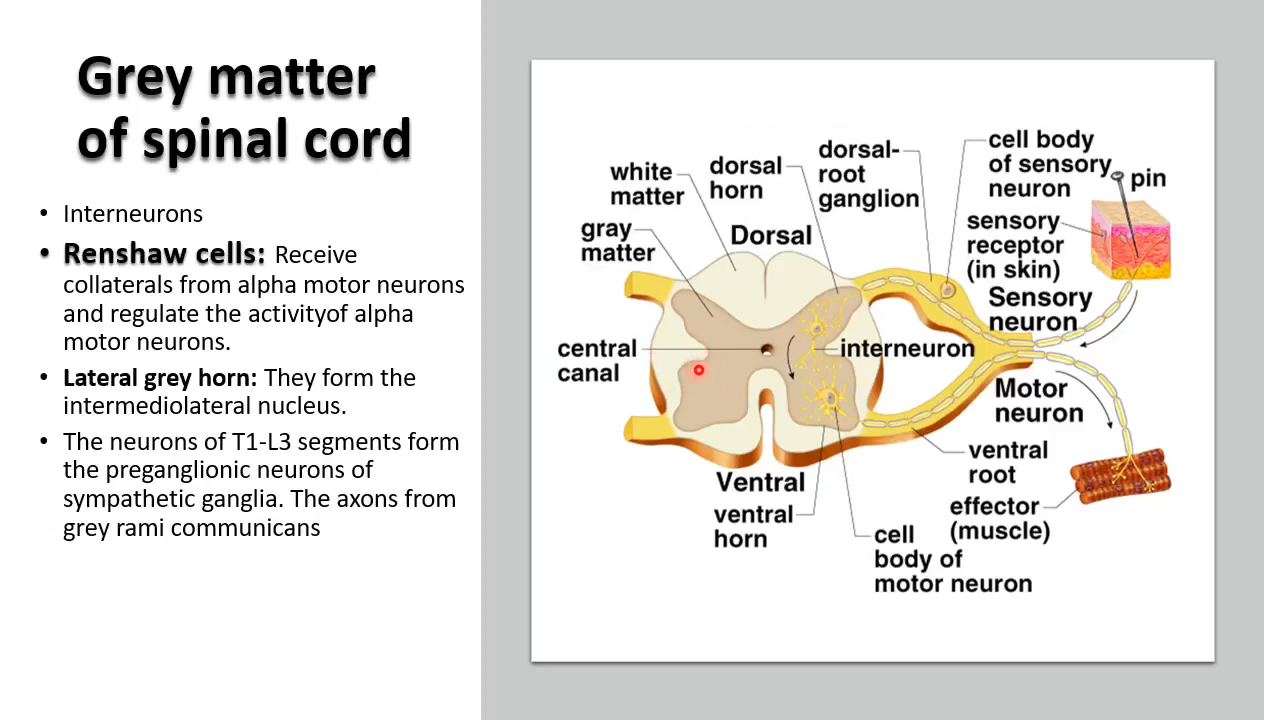 Grey matter
of spinal cord
• Interneurons
• Renshaw cells: Receive
collaterals from alpha motor neurons
and regulate the activityof alpha
motor neurons.
• Lateral grey horn: They form the
intermediolateral nucleus.
• The neurons of T1-L3 segments form
the preganglionic neurons of
sympathetic ganglia. The axons from
grey rami communicans
white
matter
dorsal
horn
dorsal-
root
ganglion
cell body
of sensory
neuron
pin
gray
matter
Dorsal
sensory
receptor
(in skin)
Sensory
neuron
central
canal
interneuron
Motor
neuron
ventral
root
Ventral
ventral
horn
effector
(muscle)
cell
body of
motor neuron